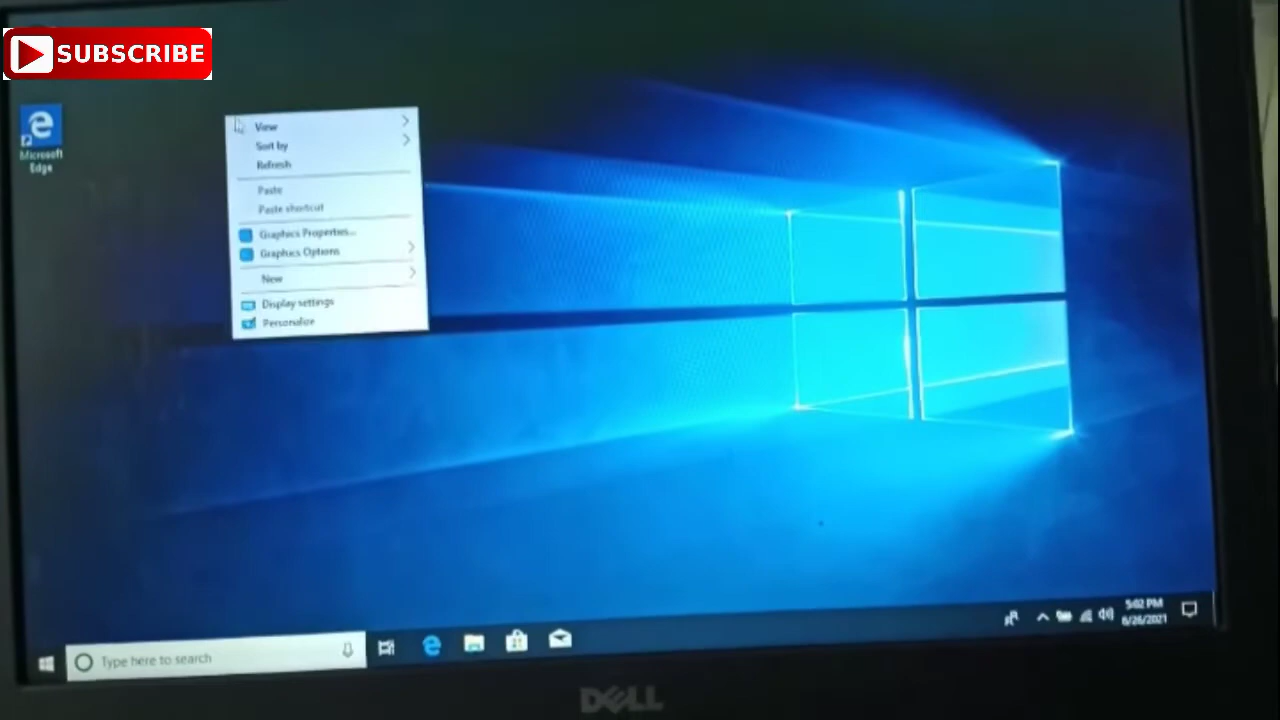 SUBSCRIBE
Microsoft
Edge
View
Sort by
Refresh
Paste
Paste shortcut
Graphics Properties...
Graphics Options
New
Display settings
Personalize
Type here to search
5:02 PM
6/26/2021
DELL